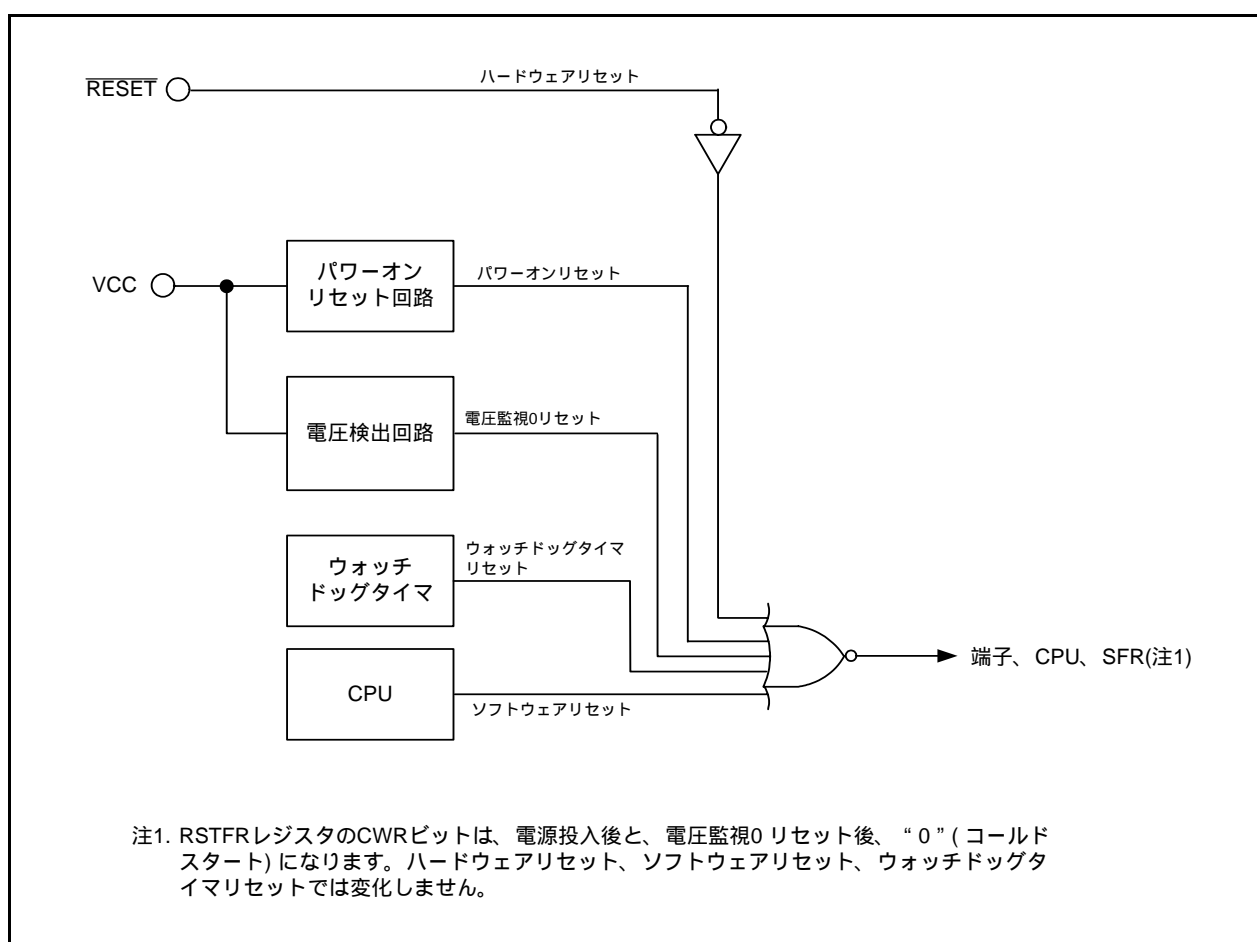 RESET
ハードウェアリセット
VCC
パワーオン
リセット回路
パワーオンリセット
電圧検出回路
電圧監視0リセット
ウォッチ
ドッグタイマ
ウォッチドッグタイマ
リセット
CPU
ソフトウェアリセット
端子、CPU、SFR(注1)
注1. RSTFRレジスタのCWRビットは、電源投入後と、電圧監視0 リセット後、“ 0 ” ( コールド
スタート) になります。ハードウェアリセット、ソフトウェアリセット、ウォッチドッグタ
イマリセットでは変化しません。